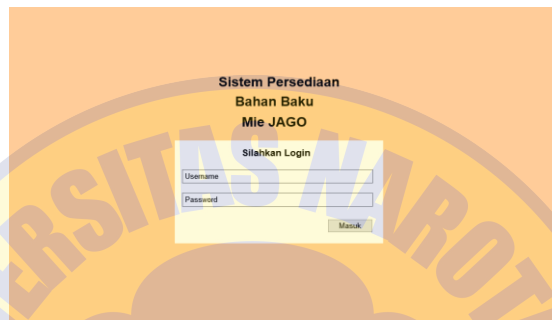 Sistem Persediaan
Bahan Baku
Mie JAGO
Silahkan Login
Username
Password
Masuk